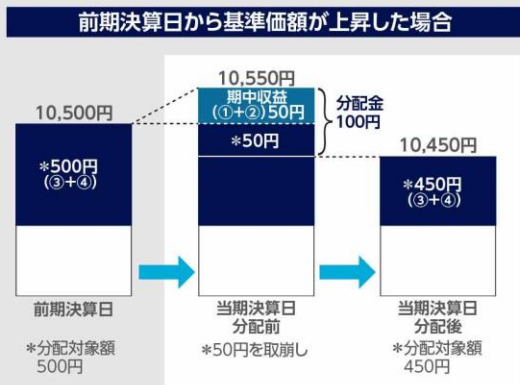 前期決算日から基準価額が上昇した場合
10,550円
期中収益
(①+②)50円
分配金
100円
10,500円
*50円
10,450円
*500円
(③+④)
*450円
(③+④)
前期決算日
当期決算日
分配前
当期決算日
分配後
*分配対象額
500円
*50円を取崩し
*分配対象額
450円